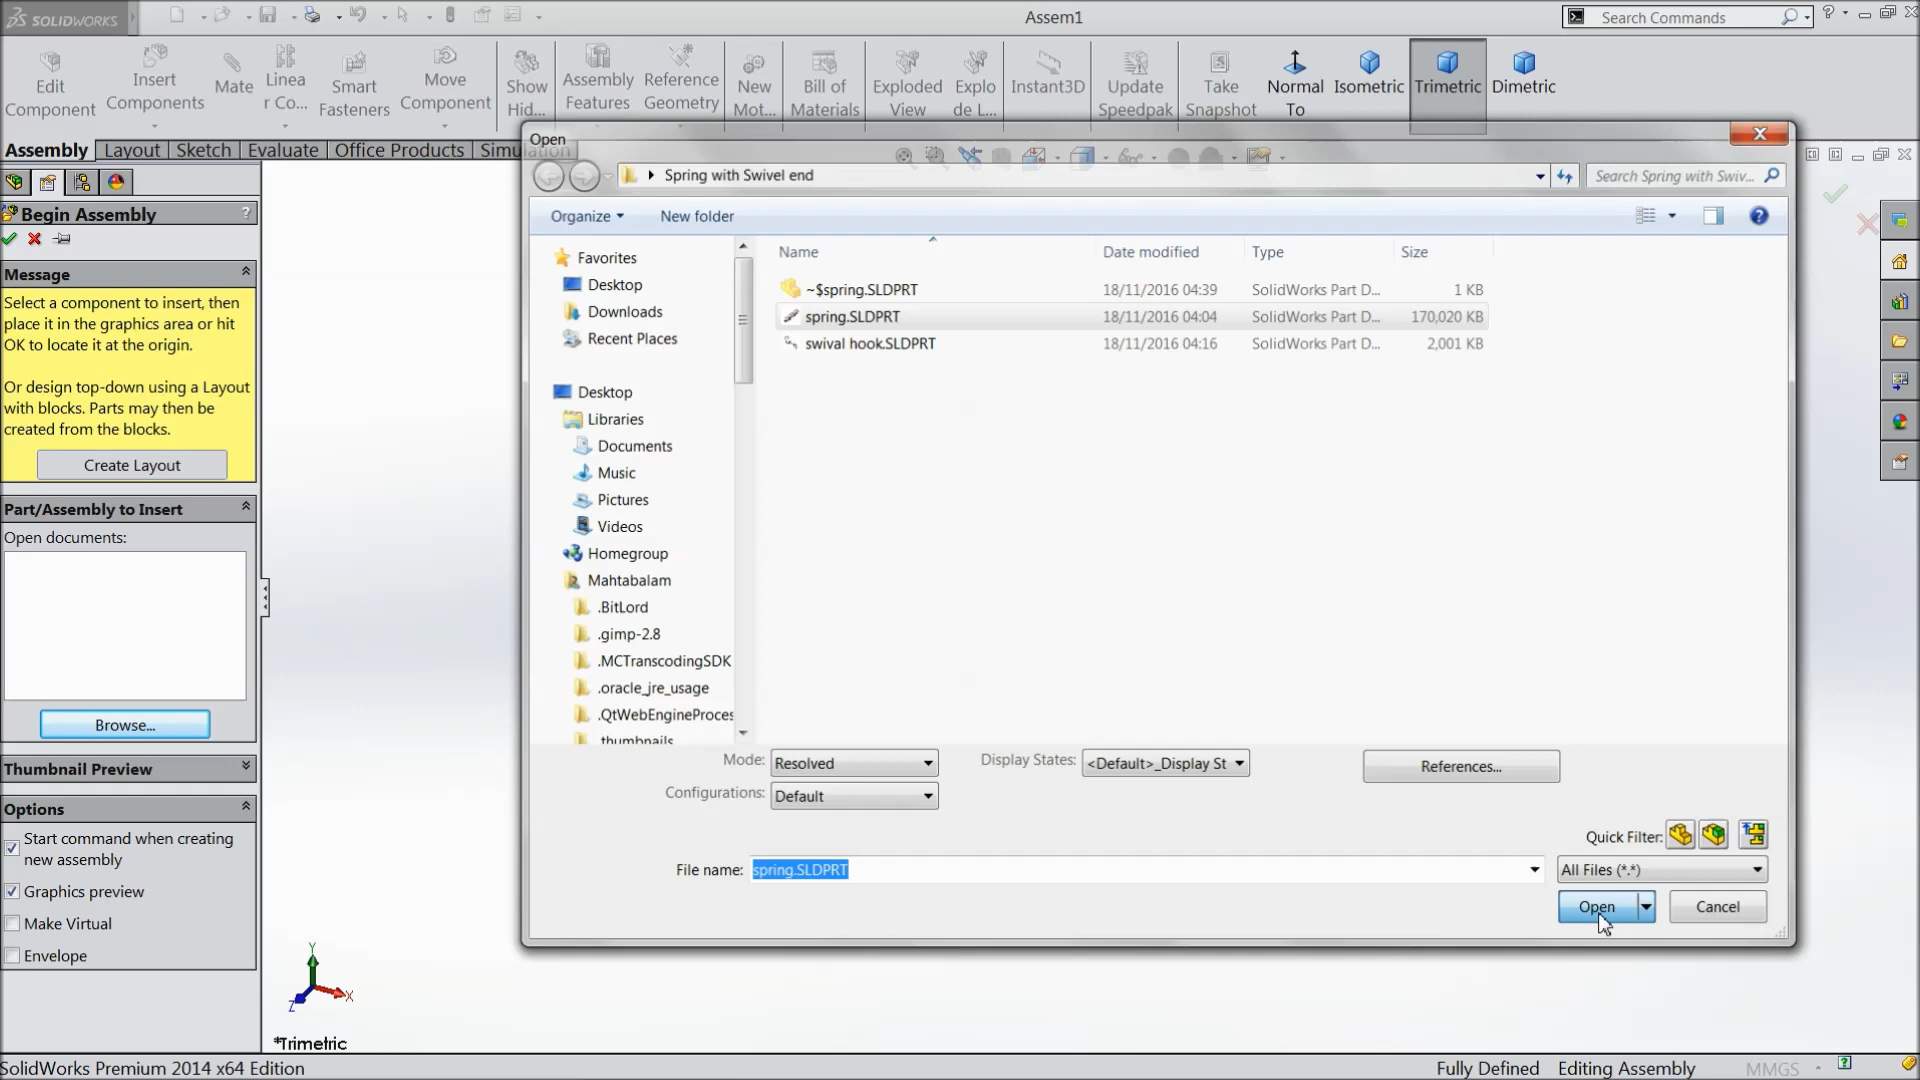 SOLIDWORKS
Assem1
Search Commands
Edit Component
Insert Components
Mate
Linea r Co...
Smart Fasteners
Move Component
Show Hid...
Assembly Features
Reference Geometry
New Mot...
Bill of Materials
Exploded View
Explo de L...
Instant3D
Update Speedpak
Take Snapshot
Normal To
Isometric
Trimetric
Dimetric
Assembly
Layout
Sketch
Evaluate
Office Products
Simulation
Begin Assembly
?
Message
Select a component to insert, then
place it in the graphics area or hit
OK to locate it at the origin.
Or design top-down using a Layout
with blocks. Parts may then be
created from the blocks.
Create Layout
Part/Assembly to Insert
Open documents:
Browse...
Thumbnail Preview
Options
Start command when creating
new assembly
Graphics preview
Make Virtual
Envelope
Open
Spring with Swivel end
Search Spring with Swiv...
Organize
New folder
Favorites
Desktop
Downloads
Recent Places
Desktop
Libraries
Documents
Music
Pictures
Videos
Homegroup
Mahtabalam
.BitLord
.gimp-2.8
.MCTranscodingSDK
.oracle_jre_usage
.QtWebEngineProces
thumbnails
Name Date modified Type Size
~$spring.SLDPRT 18/11/2016 04:39 SolidWorks Part D... 1 KB
spring.SLDPRT 18/11/2016 04:04 SolidWorks Part D... 170,020 KB
swival hook.SLDPRT 18/11/2016 04:16 SolidWorks Part D... 2,001 KB
Mode: Resolved
Display States: <Default>_Display St
References...
Configurations: Default
Quick Filter:
File name: spring.SLDPRT
All Files (*.*)
Open
Cancel
Y
X
Z
*Trimetric
SolidWorks Premium 2014 x64 Edition
Fully Defined
Editing Assembly
MMGS